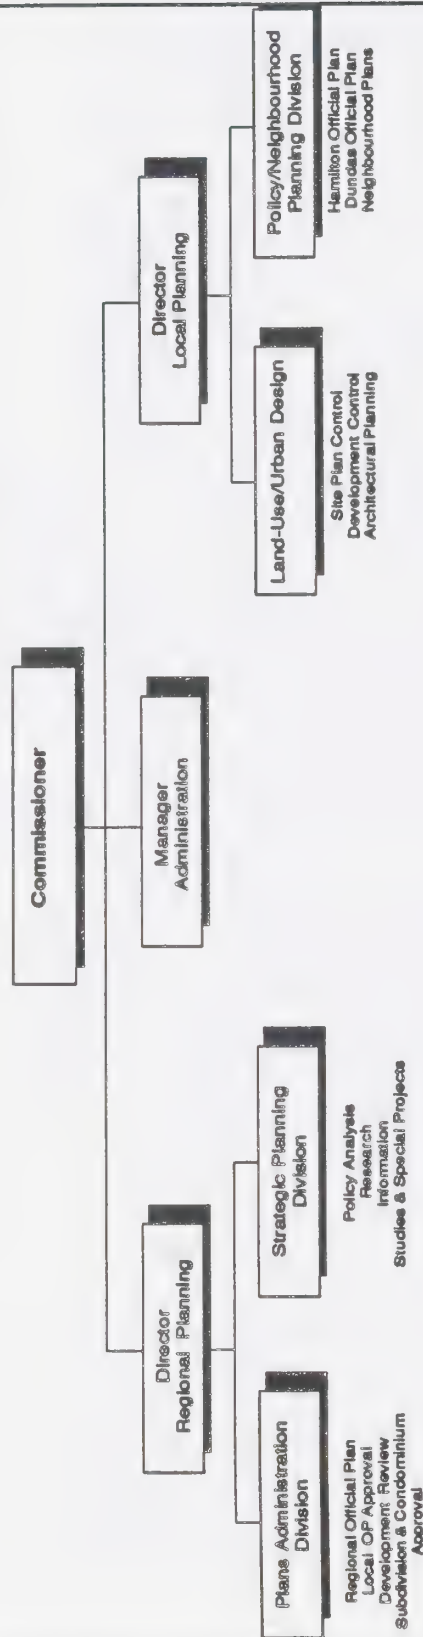 Commissioner
Director
Regional Planning
Manager
Administration
Director
Local Planning
Plans Administration
Division
Regional Official Plan
Local OP Approval
Development Review
Subdivision & Condominium
Approval
Strategic Planning
Division
Policy Analysis
Research
Information
Studies & Special Projects
Land-Use/Urban Design
Site Plan Control
Development Control
Architectural Planning
Policy/Neighbourhood
Planning Division
Hamilton Official Plan
Dundas Official Plan
Neighbourhood Plans